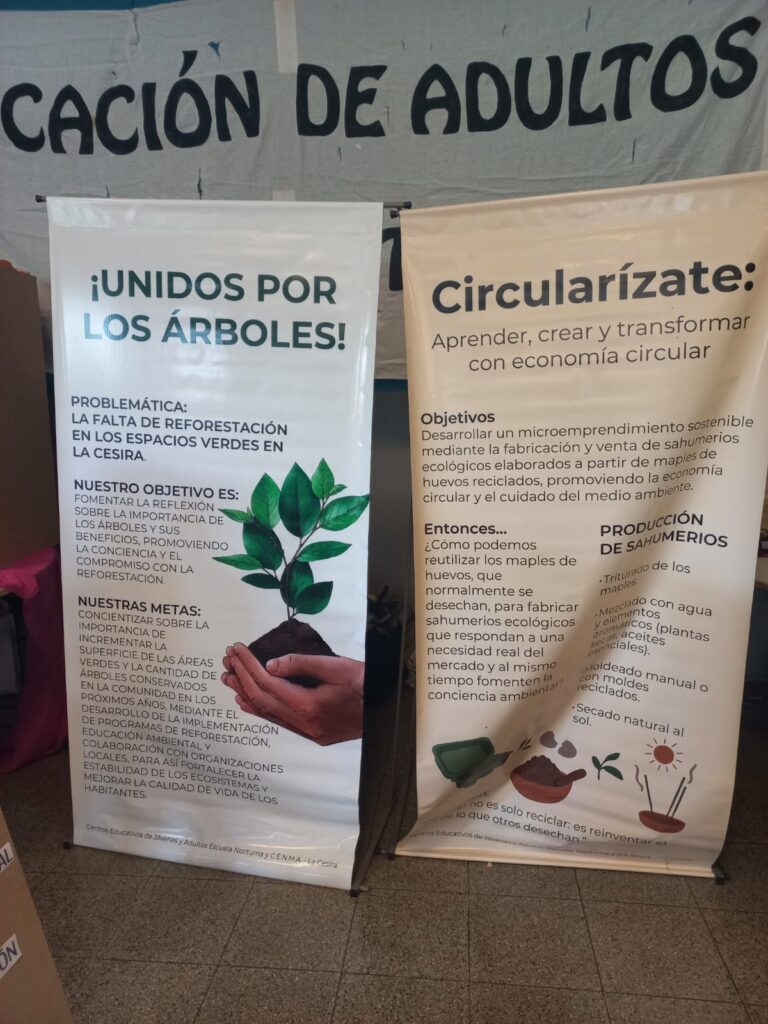 CACIÓN DE ADULTOS
¡UNIDOS POR
LOS ÁRBOLES!
PROBLEMÁTICA:
LA FALTA DE REFORESTACIÓN
EN LOS ESPACIOS VERDES EN
LA CESIRA.
NUESTRO OBJETIVO ES:
FOMENTAR LA REFLEXIÓN
SOBRE LA IMPORTANCIA DE
LOS ÁRBOLES Y SUS
BENEFICIOS, PROMOVIENDO
LA CONCIENCIA Y EL
COMPROMISO CON LA
REFORESTACIÓN.
NUESTRAS METAS:
CONCIENTIZAR SOBRE LA
IMPORTANCIA DE
INCREMENTAR LA
SUPERFICIE DE LAS ÁREAS
VERDES Y LA CANTIDAD DE
ÁRBOLES CONSERVADOS
EN LA COMUNIDAD EN LOS
PRÓXIMOS AÑOS. MEDIANTE EL
DESARROLLO DE LA IMPLEMENTACIÓN
DE PROGRAMAS DE REFORESTACIÓN,
EDUCACIÓN AMBIENTAL Y
COLABORACIÓN CON ORGANIZACIONES
LOCALES, PARA ASÍ FORTALECER LA
ESTABILIDAD DE LOS ECOSISTEMAS Y
MEJORAR LA CALIDAD DE VIDA DE LOS
HABITANTES.
Centros Educativos de Jóvenes y Adultos Escuela Nocturna y C.E.N.M.A. - La Cesira
Circularízate:
Aprender, crear y transformar
con economía circular
Objetivos
Desarrollar un microemprendimiento sostenible
mediante la fabricación y venta de sahumerios
ecológicos elaborados a partir de maples de
huevos reciclados, promoviendo la economía
circular y el cuidado del medio ambiente.
Entonces...
¿Cómo podemos
reutilizar los maples de
huevos, que
normalmente se
desechan, para fabricar
sahumerios ecológicos
que respondan a una
necesidad real del
mercado y al mismo
tiempo fomenten la
conciencia ambiental?
PRODUCCIÓN
DE SAHUMERIOS
• Triturado de los
maples.
• Mezclado con agua
y elementos
aromáticos (plantas
secas, aceites
esenciales).
• Moldeado manual o
con moldes
reciclados.
• Secado natural al
sol.
no es solo reciclar: es reinventar el
lo que otros desechan."
AL
ÓN